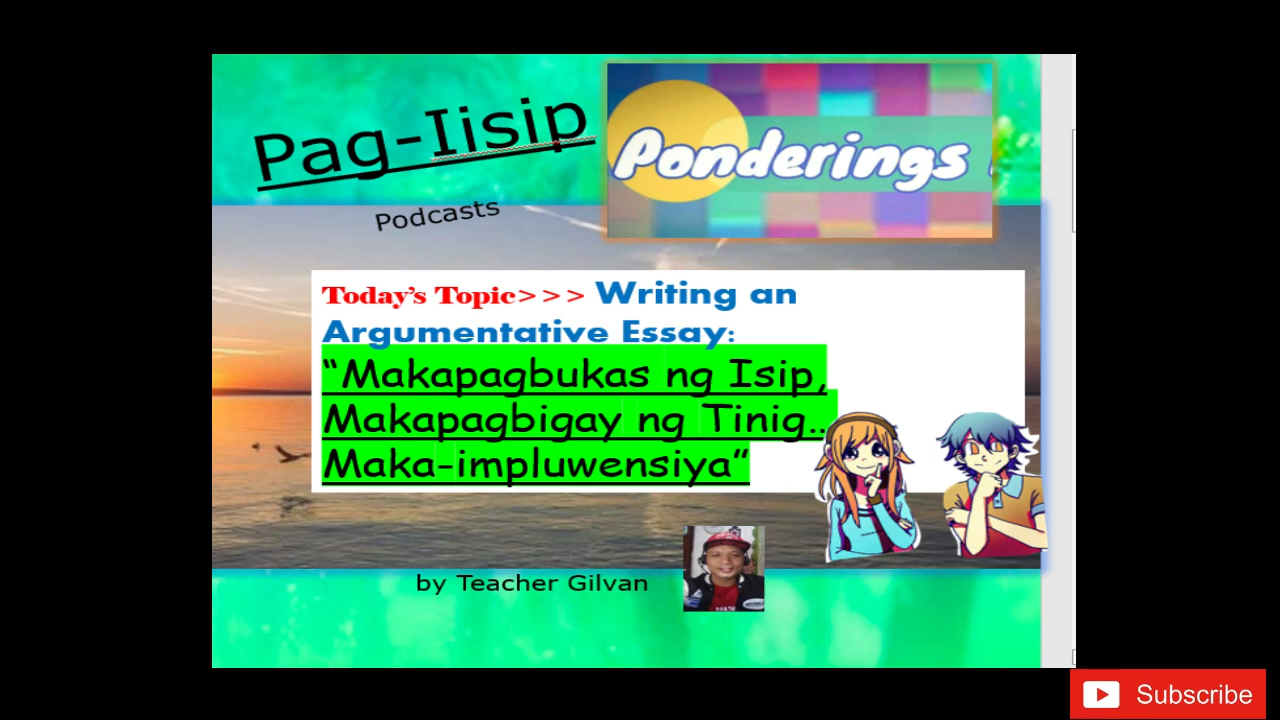 Pag-Iisip
Podcasts
Ponderings
Today's Topic>>> Writing an
Argumentative Essay:
“Makapagbukas ng Isip,
Makapagbigay ng Tinig..
Maka-impluwensiya”
by Teacher Gilvan
Subscribe